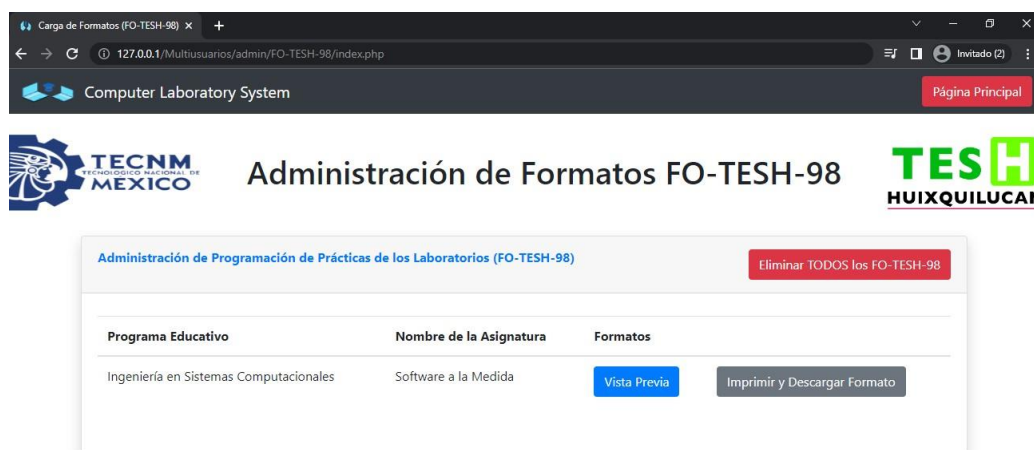 Carga de Formatos (FO-TESH-98)
127.0.0.1/Multiusuarios/admin/FO-TESH-98/index.php
Invitado (2)
Computer Laboratory System
Página Principal
TECNM
TECNOLÓGICO NACIONAL DE
MÉXICO
Administración de Formatos FO-TESH-98
TESH
HUIXQUILUCAN
Administración de Programación de Prácticas de los Laboratorios (FO-TESH-98)
Eliminar TODOS los FO-TESH-98
Programa Educativo Nombre de la Asignatura Formatos
Ingeniería en Sistemas Computacionales Software a la Medida Vista Previa Imprimir y Descargar Formato